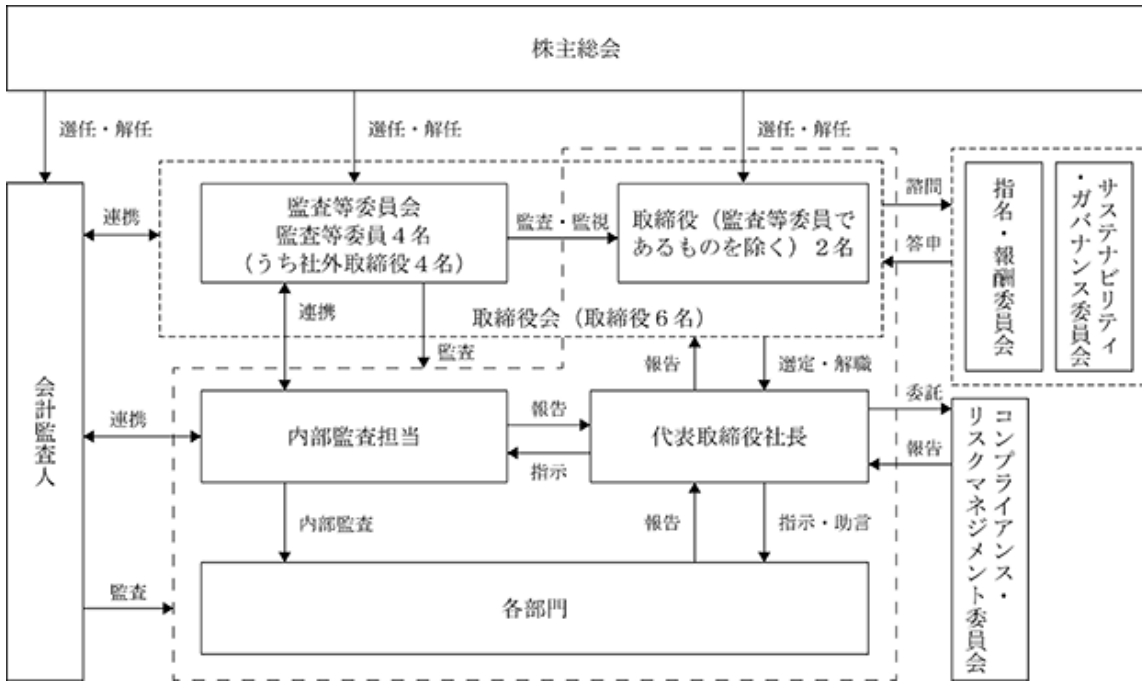 株主総会
選任・解任
選任・解任
選任・解任
連携
監査等委員会
監査等委員４名
（うち社外取締役４名）
監査・監視
取締役（監査等委員で
あるものを除く）２名
諮問
答申
指名・報酬委員会
サステナビリティ
・ガバナンス委員会
連携
取締役会（取締役６名）
監査
報告
選定・解職
会計監査人
連携
内部監査担当
報告
指示
代表取締役社長
委託
報告
コンプライアンス・
リスクマネジメント委員会
内部監査
報告
指示・助言
監査
各部門